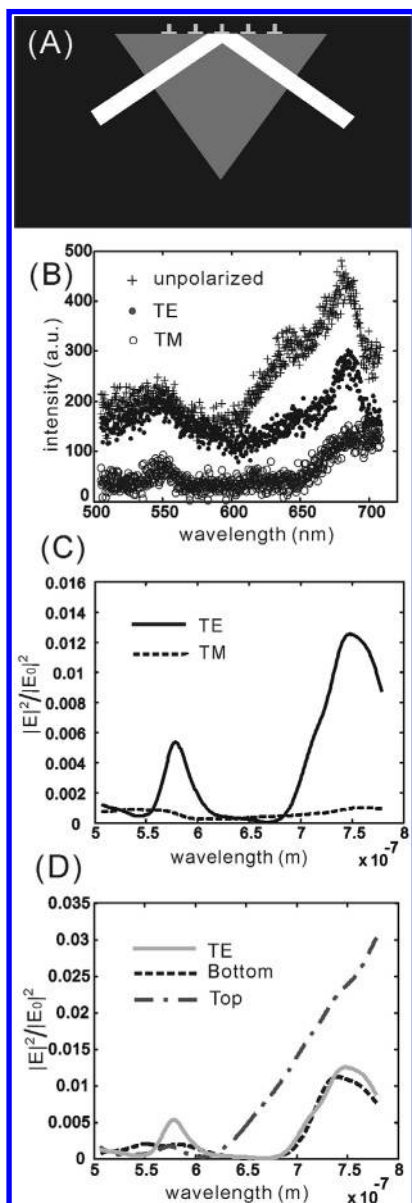 (A)
(B)
500
400
300
200
100
0
intensity (a.u.)
+ unpolarized
● TE
○ TM
500 550 600 650 700
wavelength (nm)
(C)
0.016
0.014
0.012
0.01
0.008
0.006
0.004
0.002
0
|E|²/|E₀|²
TE
TM
5 5.5 6 6.5 7 7.5 8
wavelength (m) x 10⁻⁷
(D)
0.035
0.03
0.025
0.02
0.015
0.01
0.005
0
|E|²/|E₀|²
TE
Bottom
Top
5 5.5 6 6.5 7 7.5 8
wavelength (m) x 10⁻⁷